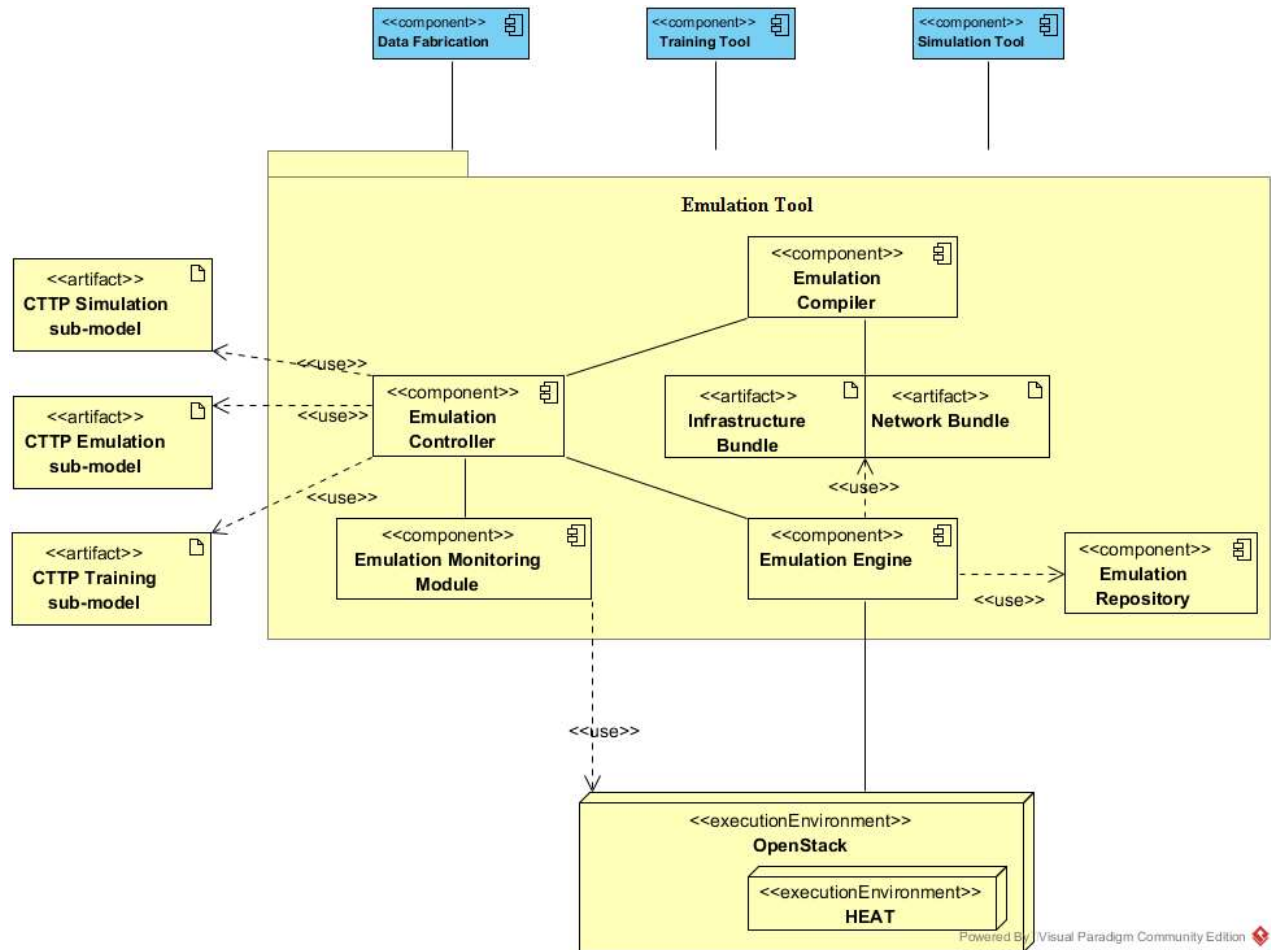 <<component>>
Data Fabrication
<<component>>
Training Tool
<<component>>
Simulation Tool
Emulation Tool
<<component>>
Emulation
Compiler
<<artifact>>
CTTP Simulation
sub-model
<<use>>
<<component>>
Emulation
Controller
<<artifact>>
Infrastructure
Bundle
<<artifact>>
Network Bundle
<<artifact>>
CTTP Emulation
sub-model
<<use>>
<<use>>
<<use>>
<<artifact>>
CTTP Training
sub-model
<<component>>
Emulation Monitoring
Module
<<component>>
Emulation Engine
<<use>>
<<component>>
Emulation
Repository
<<use>>
<<executionEnvironment>>
OpenStack
<<executionEnvironment>>
HEAT
Powered By Visual Paradigm Community Edition